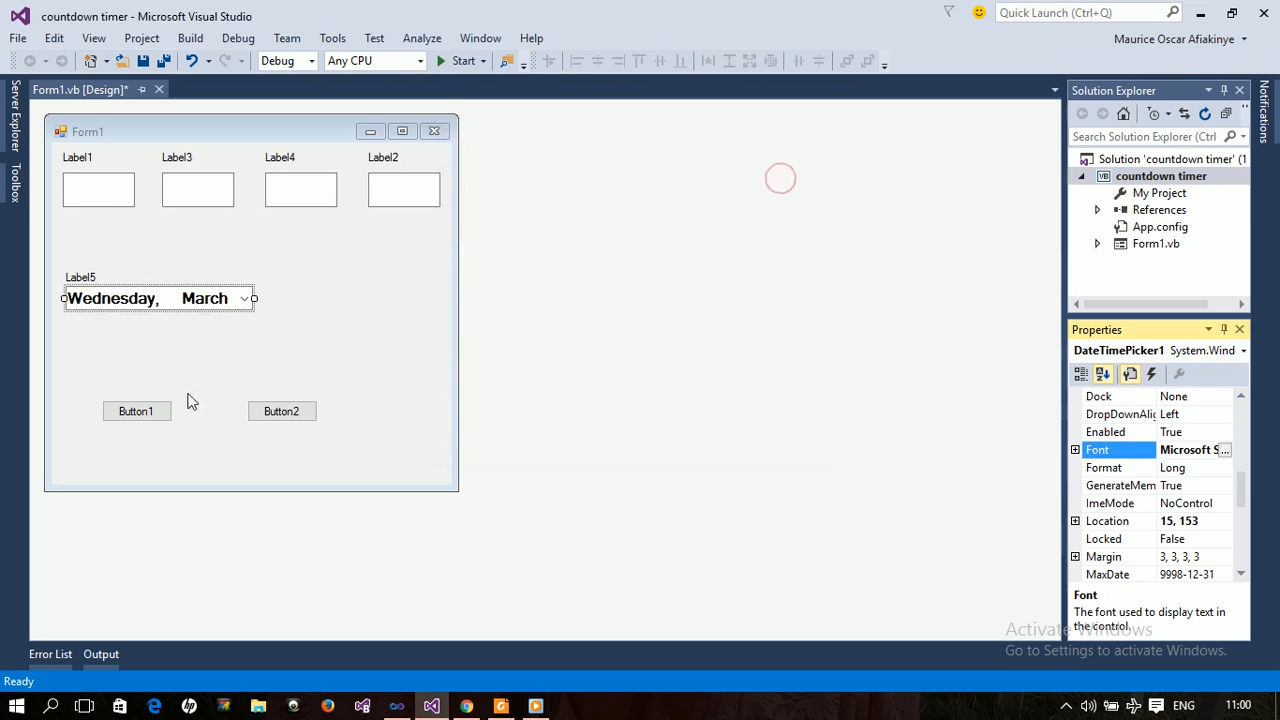 countdown timer - Microsoft Visual Studio
Quick Launch (Ctrl+Q)
File Edit View Project Build Debug Team Tools Test Analyze Window Help
Maurice Oscar Afiakinye
Debug Any CPU Start
Server Explorer
Toolbox
Form1.vb [Design]*
Form1
Label1 Label3 Label4 Label2
Label5
Wednesday, March
Button1 Button2
Solution Explorer
Search Solution Explorer (Ctrl
Solution 'countdown timer' (1
VB countdown timer
My Project
References
App.config
Form1.vb
Notifications
Properties
DateTimePicker1 System.Wind
Dock None
DropDownAlig Left
Enabled True
Font Microsoft S ...
Format Long
GenerateMem True
ImeMode NoControl
Location 15, 153
Locked False
Margin 3, 3, 3, 3
MaxDate 9998-12-31
Font
The font used to display text in
the control.
Activate Windows
Go to Settings to activate Windows.
Error List Output
Ready
ENG 11:00